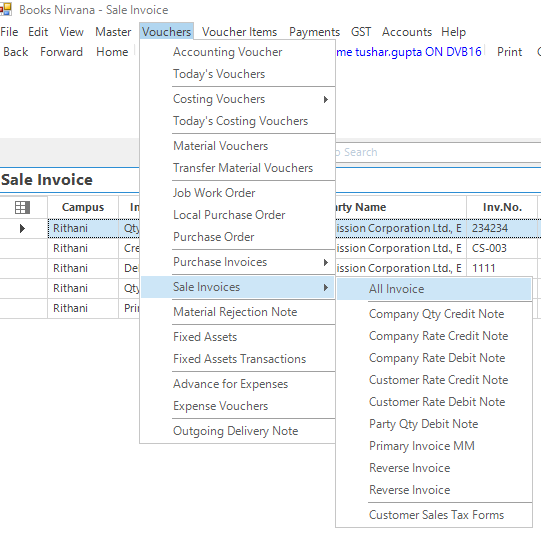 Books Nirvana - Sale Invoice
File Edit View Master Vouchers Voucher Items Payments GST Accounts Help
Back Forward Home me tushar.gupta ON DVB16 Print C
Accounting Voucher
Today's Vouchers
Costing Vouchers
Today's Costing Vouchers
Material Vouchers
Transfer Material Vouchers
Job Work Order
Local Purchase Order
Purchase Order
Purchase Invoices
Sale Invoices
Material Rejection Note
Fixed Assets
Fixed Assets Transactions
Advance for Expenses
Expense Vouchers
Outgoing Delivery Note
to Search
Sale Invoice
Campus In arty Name Inv.No.
Rithani Qty ission Corporation Ltd., E 234234
Rithani Cre ission Corporation Ltd., E CS-003
Rithani Del ission Corporation Ltd., E 1111
Rithani Qty
Rithani Prin
All Invoice
Company Qty Credit Note
Company Rate Credit Note
Company Rate Debit Note
Customer Rate Credit Note
Customer Rate Debit Note
Party Qty Debit Note
Primary Invoice MM
Reverse Invoice
Reverse Invoice
Customer Sales Tax Forms